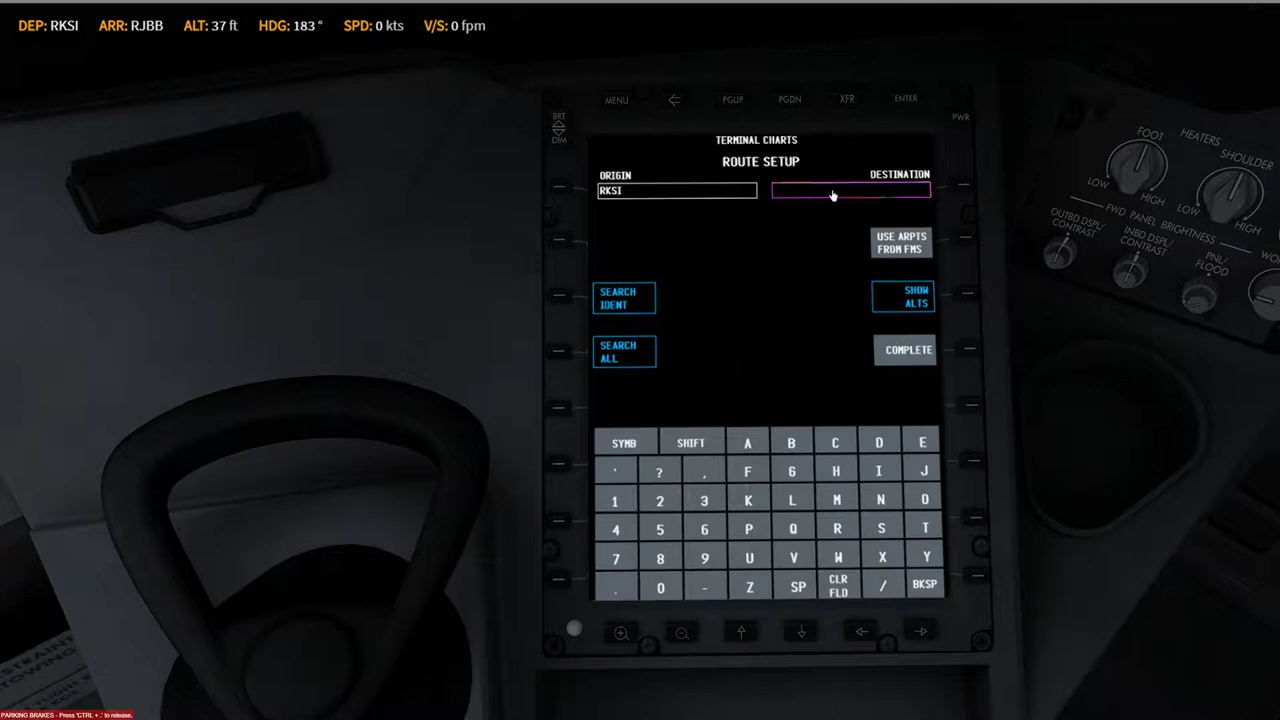 DEP: RKSI ARR: RJBB ALT: 37 ft HDG: 183 ° SPD: 0 kts V/S: 0 fpm
MENU PGUP PGDN XFR ENTER
BRT
DIM
PWR
TERMINAL CHARTS
ROUTE SETUP
ORIGIN DESTINATION
RKSI
USE ARPTS
FROM FMS
SEARCH
IDENT
SHOW
ALTS
SEARCH
ALL
COMPLETE
SYMB SHIFT A B C D E
' ? , F G H I J
1 2 3 K L M N O
4 5 6 P Q R S T
7 8 9 U V W X Y
. 0 - Z SP CLR FLD / BKSP
FOOT
HEATERS
SHOULDER
LOW HIGH LOW HIGH
FWD PANEL BRIGHTNESS
OUTBD DSPL/
CONTRAST
INBD DSPL/
CONTRAST
PNL/
FLOOD
TOWING
PARKING BRAKES - Press 'CTRL + .' to release.